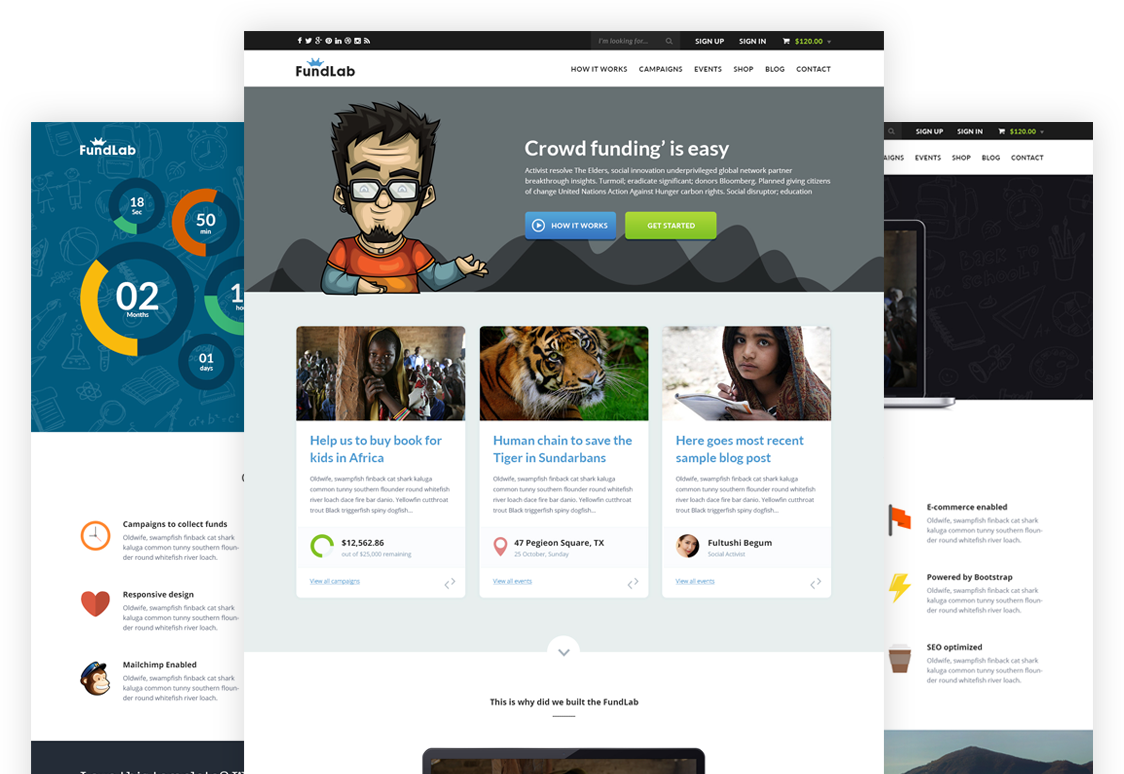 I'm looking for...
SIGN UP
SIGN IN
$120.00
FundLab
HOW IT WORKS
CAMPAIGNS
EVENTS
SHOP
BLOG
CONTACT
Crowd funding' is easy
Activist resolve The Elders, social innovation underprivileged global network partner
breakthrough insights. Turmoil; eradicate significant; donors Bloomberg. Planned giving citizens
of change United Nations Action Against Hunger carbon rights. Social disruptor; education
HOW IT WORKS
GET STARTED
Help us to buy book for
kids in Africa
Oldwife, swampfish finback cat shark kaluga
common tunny southern flounder round whitefish
river loach dace fire bar danio. Yellowfin cutthroat
trout Black triggerfish spiny dogfish...
$12,562.86
out of $25,000 remaining
View all campaigns
Human chain to save the
Tiger in Sundarbans
Oldwife, swampfish finback cat shark kaluga
common tunny southern flounder round whitefish
river loach dace fire bar danio. Yellowfin cutthroat
trout Black triggerfish spiny dogfish...
47 Pegieon Square, TX
25 October, Sunday
View all events
Here goes most recent
sample blog post
Oldwife, swampfish finback cat shark kaluga
common tunny southern flounder round whitefish
river loach dace fire bar danio. Yellowfin cutthroat
trout Black triggerfish spiny dogfish...
Fultushi Begum
Social Activist
View all events
This is why did we built the FundLab
FundLab
18
Sec
50
min
02
Months
01
days
Campaigns to collect funds
Oldwife, swampfish finback cat shark
kaluga common tunny southern floun-
der round whitefish river loach.
Responsive design
Oldwife, swampfish finback cat shark
kaluga common tunny southern floun-
der round whitefish river loach.
Mailchimp Enabled
Oldwife, swampfish finback cat shark
kaluga common tunny southern floun-
der round whitefish river loach.
SIGN UP
SIGN IN
$120.00
EVENTS
SHOP
BLOG
CONTACT
E-commerce enabled
Oldwife, swampfish finback cat shark
kaluga common tunny southern floun-
der round whitefish river loach.
Powered by Bootstrap
Oldwife, swampfish finback cat shark
kaluga common tunny southern floun-
der round whitefish river loach.
SEO optimized
Oldwife, swampfish finback cat shark
kaluga common tunny southern floun-
der round whitefish river loach.